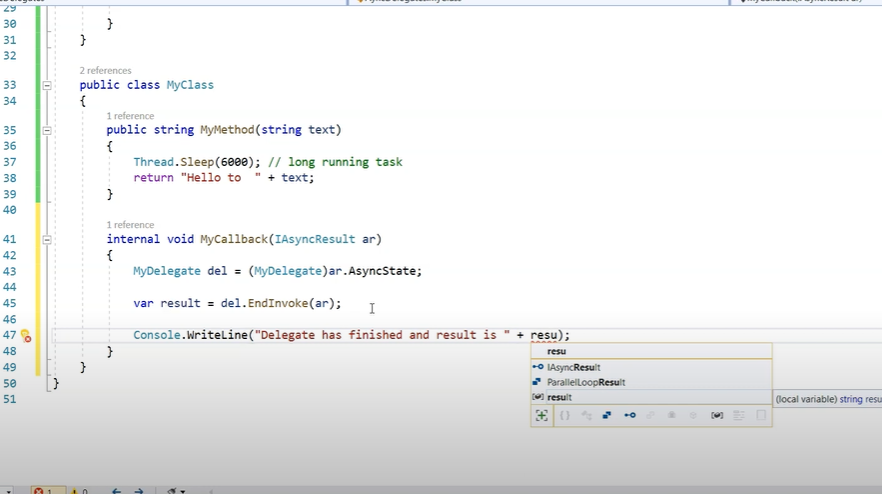 29
30 }
31 }
32
2 references
33 public class MyClass
34 {
1 reference
35 public string MyMethod(string text)
36 {
37 Thread.Sleep(6000); // long running task
38 return "Hello to  " + text;
39 }
40
1 reference
41 internal void MyCallback(IAsyncResult ar)
42 {
43 MyDelegate del = (MyDelegate)ar.AsyncState;
44
45 var result = del.EndInvoke(ar);
46
47 Console.WriteLine("Delegate has finished and result is " + resu);
48 }
resu
49 }
IAsyncResult
50 }
ParallelLoopResult
51
result
(local variable) string resu
1 0